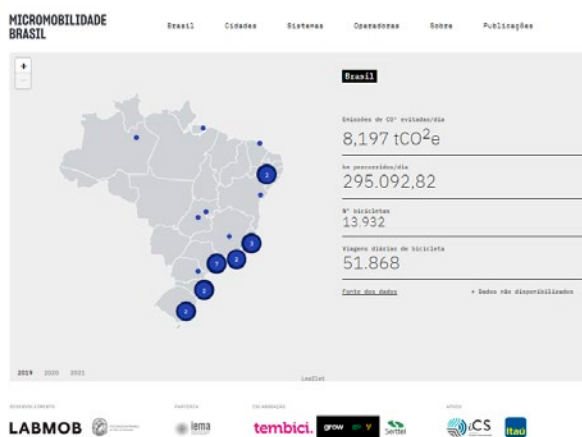 MICROMOBILIDADE
BRASIL
Brasil Cidades Sistemas Operadoras Sobre Publicações
+
Brasil
Emissões de CO² evitadas/dia
8,197 tCO²e
km percorridos/dia
295.092,82
N° bicicletas
13.932
Viagens diárias de bicicleta
51.868
Fonte dos dados
* Dados não disponibilizados
3
7
2
2
2
2019 2020 2021
Leaflet
DESENVOLVIMENTO
PARCERIA
COLABORAÇÃO
APOIO
LABMOB
lema
tembici.
grow
y
Serttel
iCS
Itaú